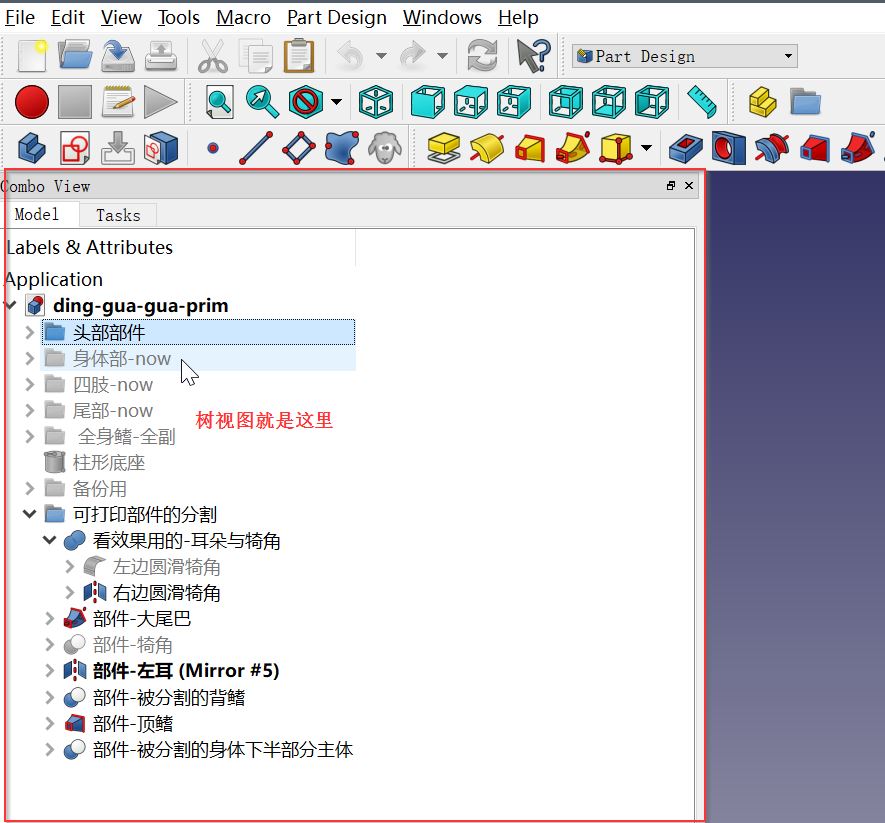 File Edit View Tools Macro Part Design Windows Help
Part Design
Combo View
Model Tasks
Labels & Attributes
Application
ding-gua-gua-prim
头部部件
身体部-now
四肢-now
尾部-now
树视图就是这里
全身鳍-全副
柱形底座
备份用
可打印部件的分割
看效果用的-耳朵与犄角
左边圆滑犄角
右边圆滑犄角
部件-大尾巴
部件-犄角
部件-左耳 (Mirror #5)
部件-被分割的背鳍
部件-顶鳍
部件-被分割的身体下半部分主体